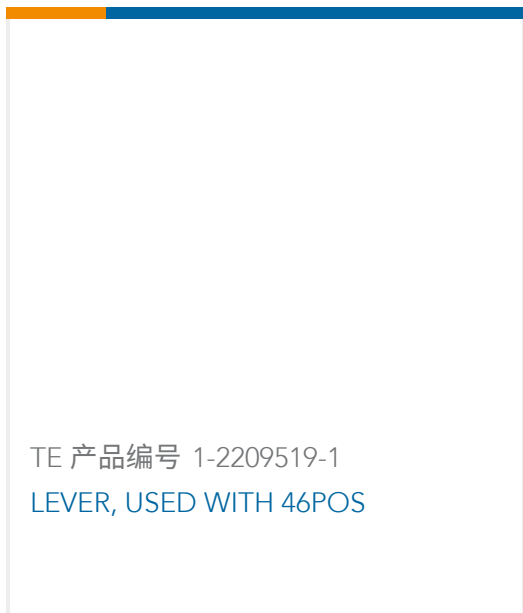 TE 产品编号 1-2209519-1
LEVER, USED WITH 46POS